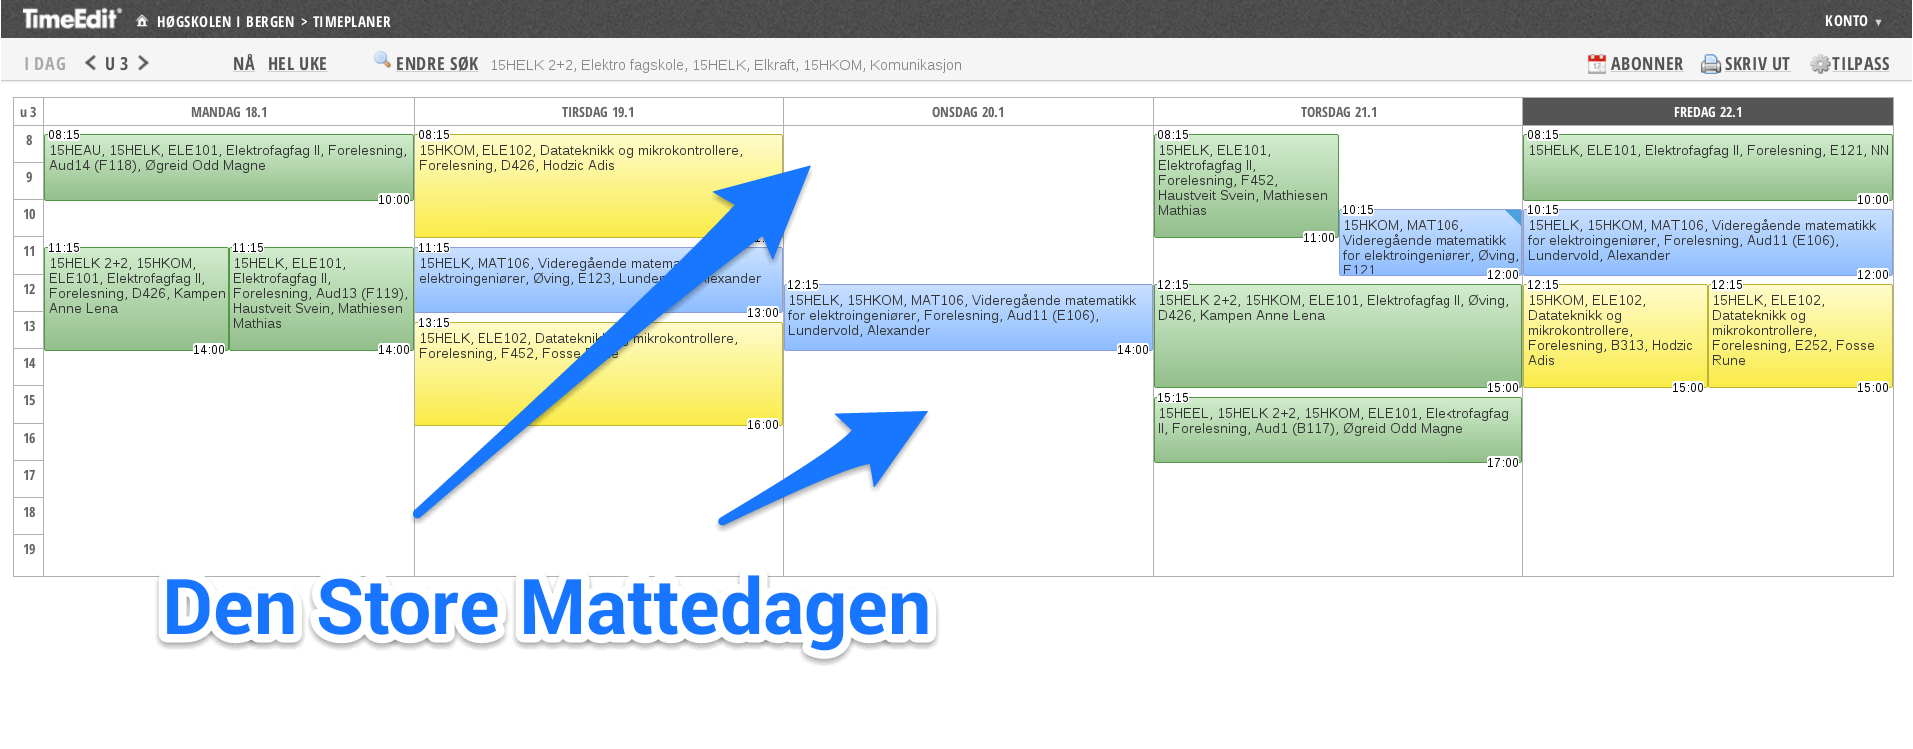 TimeEdit® HØGSKOLEN I BERGEN > TIMEPLANER KONTO ▼
I DAG < U 3 > NÅ HEL UKE ENDRE SØK 15HELK 2+2, Elektro fagskole, 15HELK, Elkraft, 15HKOM, Komunikasjon ABONNER SKRIV UT TILPASS
u 3 MANDAG 18.1 TIRSDAG 19.1 ONSDAG 20.1 TORSDAG 21.1 FREDAG 22.1
8
9
10
11
12
13
14
15
16
17
18
19
08:15
15HEAU, 15HELK, ELE101, Elektrofagfag II, Forelesning,
Aud14 (F118), Øgreid Odd Magne
10:00
11:15
15HELK 2+2, 15HKOM,
ELE101, Elektrofagfag II,
Forelesning, D426, Kampen
Anne Lena
14:00
11:15
15HELK, ELE101,
Elektrofagfag II,
Forelesning, Aud13 (F119),
Haustveit Svein, Mathiesen
Mathias
14:00
08:15
15HKOM, ELE102, Datateknikk og mikrokontrollere,
Forelesning, D426, Hodzic Adis
11:15
15HELK, MAT106, Videregående
elektroingeniører, Øving, E123,
13:00
13:15
15HELK, ELE102, mikrokontrollere,
Forelesning, F452, Fosse
16:00
12:15
15HELK, 15HKOM, MAT106, Videregående matematikk
for elektroingeniører, Forelesning, Aud11 (E106),
Lundervold, Alexander
14:00
08:15
15HELK, ELE101,
Elektrofagfag II,
Forelesning, F452,
Haustveit Svein, Mathiesen
Mathias
11:00
10:15
15HKOM, MAT106,
Videregående matematikk
for elektroingeniører, Øving,
E121
12:00
12:15
15HELK 2+2, 15HKOM, ELE101, Elektrofagfag II, Øving,
D426, Kampen Anne Lena
15:00
15:15
15HEEL, 15HELK 2+2, 15HKOM, ELE101, Elektrofagfag
II, Forelesning, Aud1 (B117), Øgreid Odd Magne
17:00
08:15
15HELK, ELE101, Elektrofagfag II, Forelesning, E121, NN
10:00
10:15
15HELK, 15HKOM, MAT106, Videregående matematikk
for elektroingeniører, Forelesning, Aud11 (E106),
Lundervold, Alexander
12:00
12:15
15HKOM, ELE102,
Datateknikk og
mikrokontrollere,
Forelesning, B313, Hodzic
Adis
15:00
12:15
15HELK, ELE102,
Datateknikk og
mikrokontrollere,
Forelesning, E252, Fosse
Rune
15:00
Den Store Mattedagen